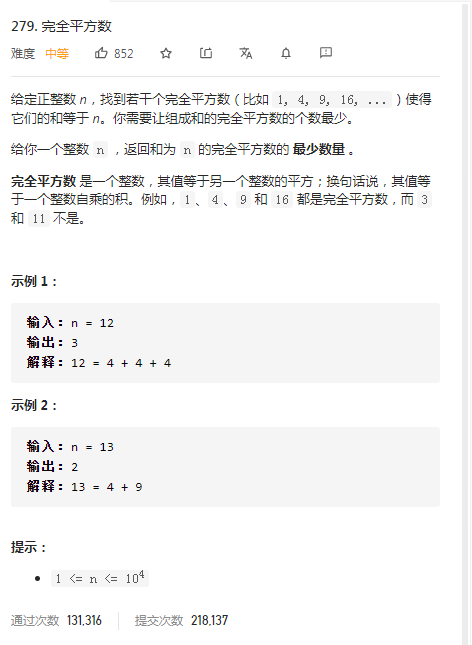 279. 完全平方数
难度 中等 852
给定正整数 n，找到若干个完全平方数（比如 1, 4, 9, 16, ...）使得
它们的和等于 n。你需要让组成和的完全平方数的个数最少。
给你一个整数 n ，返回和为 n 的完全平方数的 最少数量 。
完全平方数 是一个整数，其值等于另一个整数的平方；换句话说，其值等
于一个整数自乘的积。例如，1 、4 、9 和 16 都是完全平方数，而 3
和 11 不是。
示例 1：
输入：n = 12
输出：3
解释：12 = 4 + 4 + 4
示例 2：
输入：n = 13
输出：2
解释：13 = 4 + 9
提示：
• 1 <= n <= 10⁴
通过次数 131,316 提交次数 218,137